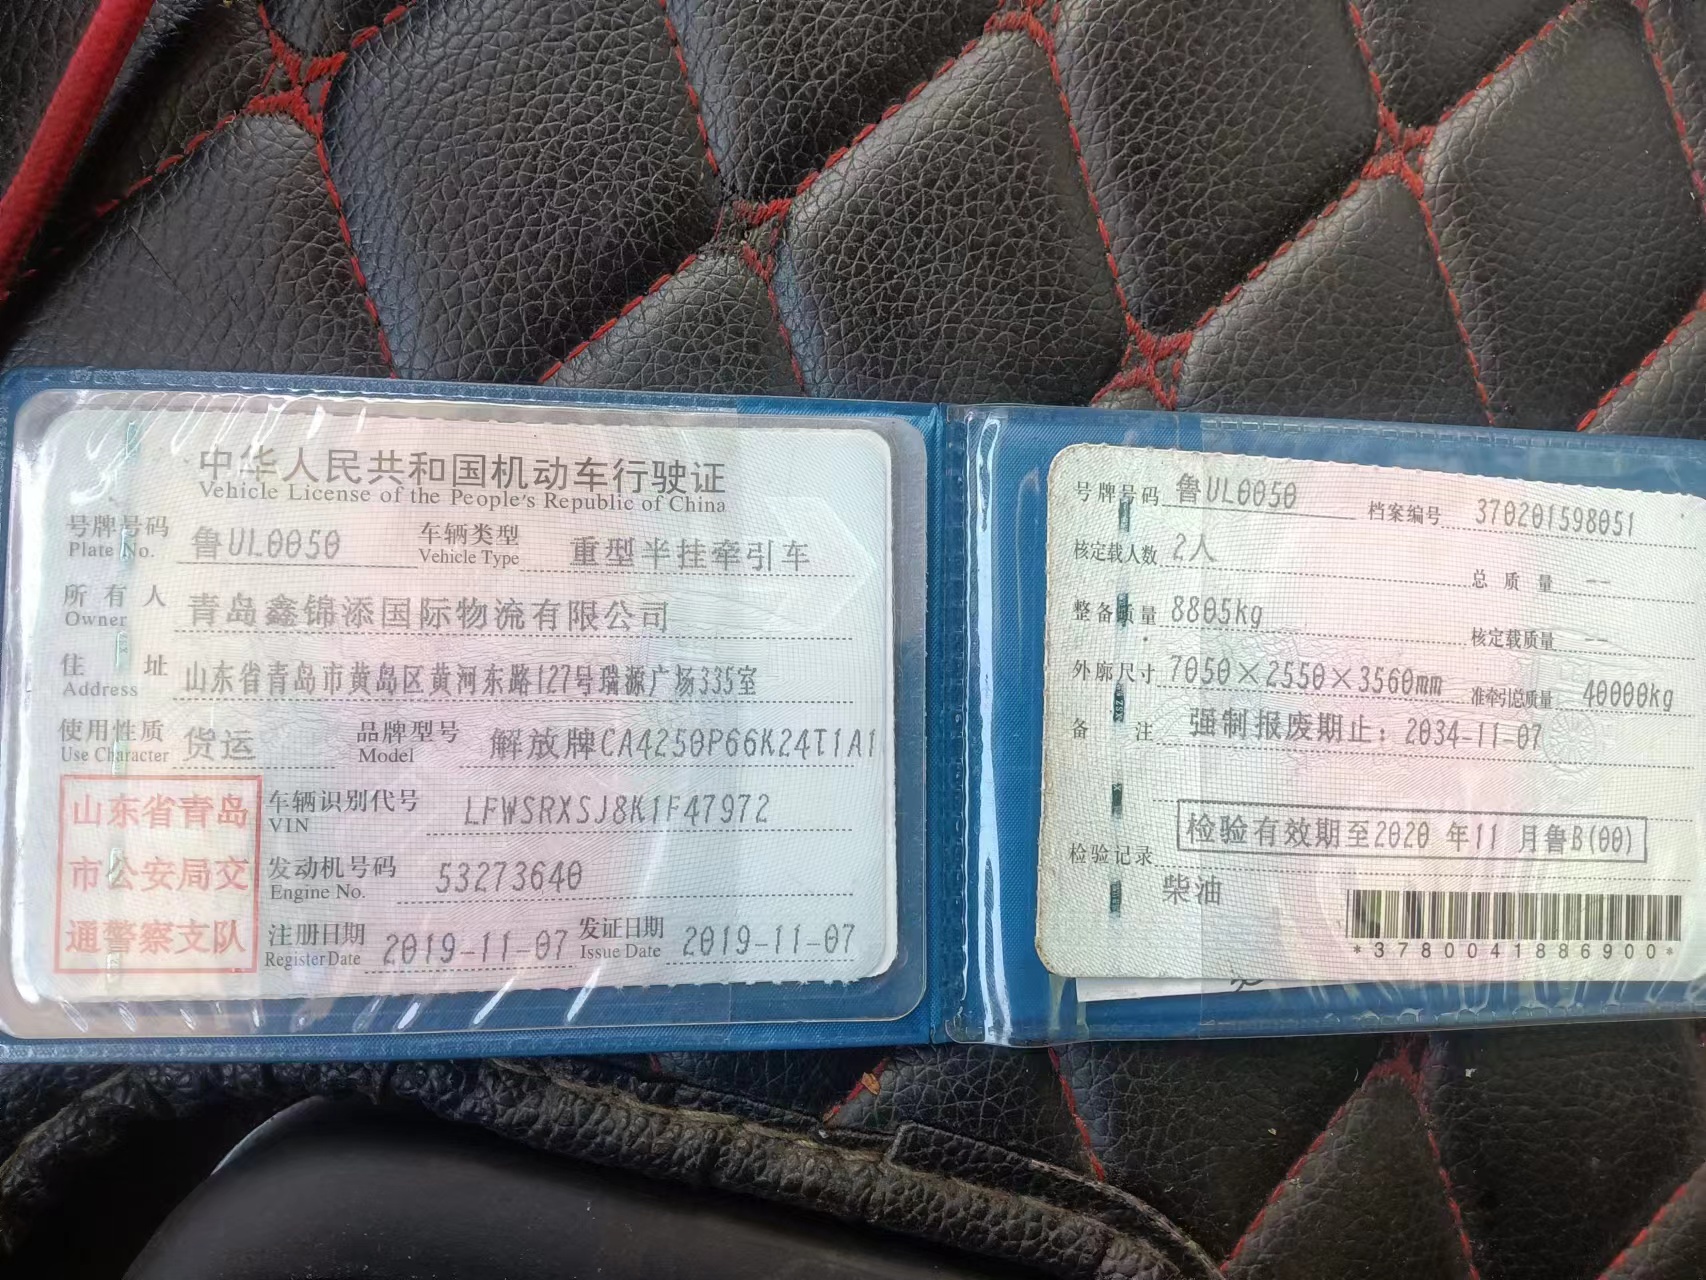 中华人民共和国机动车行驶证
Vehicle License of the People's Republic of China
号牌号码 鲁UL0050 车辆类型 重型半挂牵引车
Plate No. Vehicle Type
所有人 青岛鑫锦添国际物流有限公司
Owner
住址 山东省青岛市黄岛区黄河东路127号瑞源广场335室
Address
使用性质 货运 品牌型号 解放牌CA4250P66K24T1A1
Use Character Model
山东省青岛
市公安局交
通警察支队
车辆识别代号 LFWSRXSJ8K1F47972
VIN
发动机号码 53273640
Engine No.
注册日期 2019-11-07 发证日期 2019-11-07
Register Date Issue Date
号牌号码 鲁UL0050 档案编号 370201598051
核定载人数 2人 总质量 --
整备质量 8805kg 核定载质量 --
外廓尺寸 7050×2550×3560mm 准牵引总质量 40000kg
备注 强制报废期止：2034-11-07
检验有效期至2020 年11 月鲁B(00)
检验记录
柴油
*3780041886900*